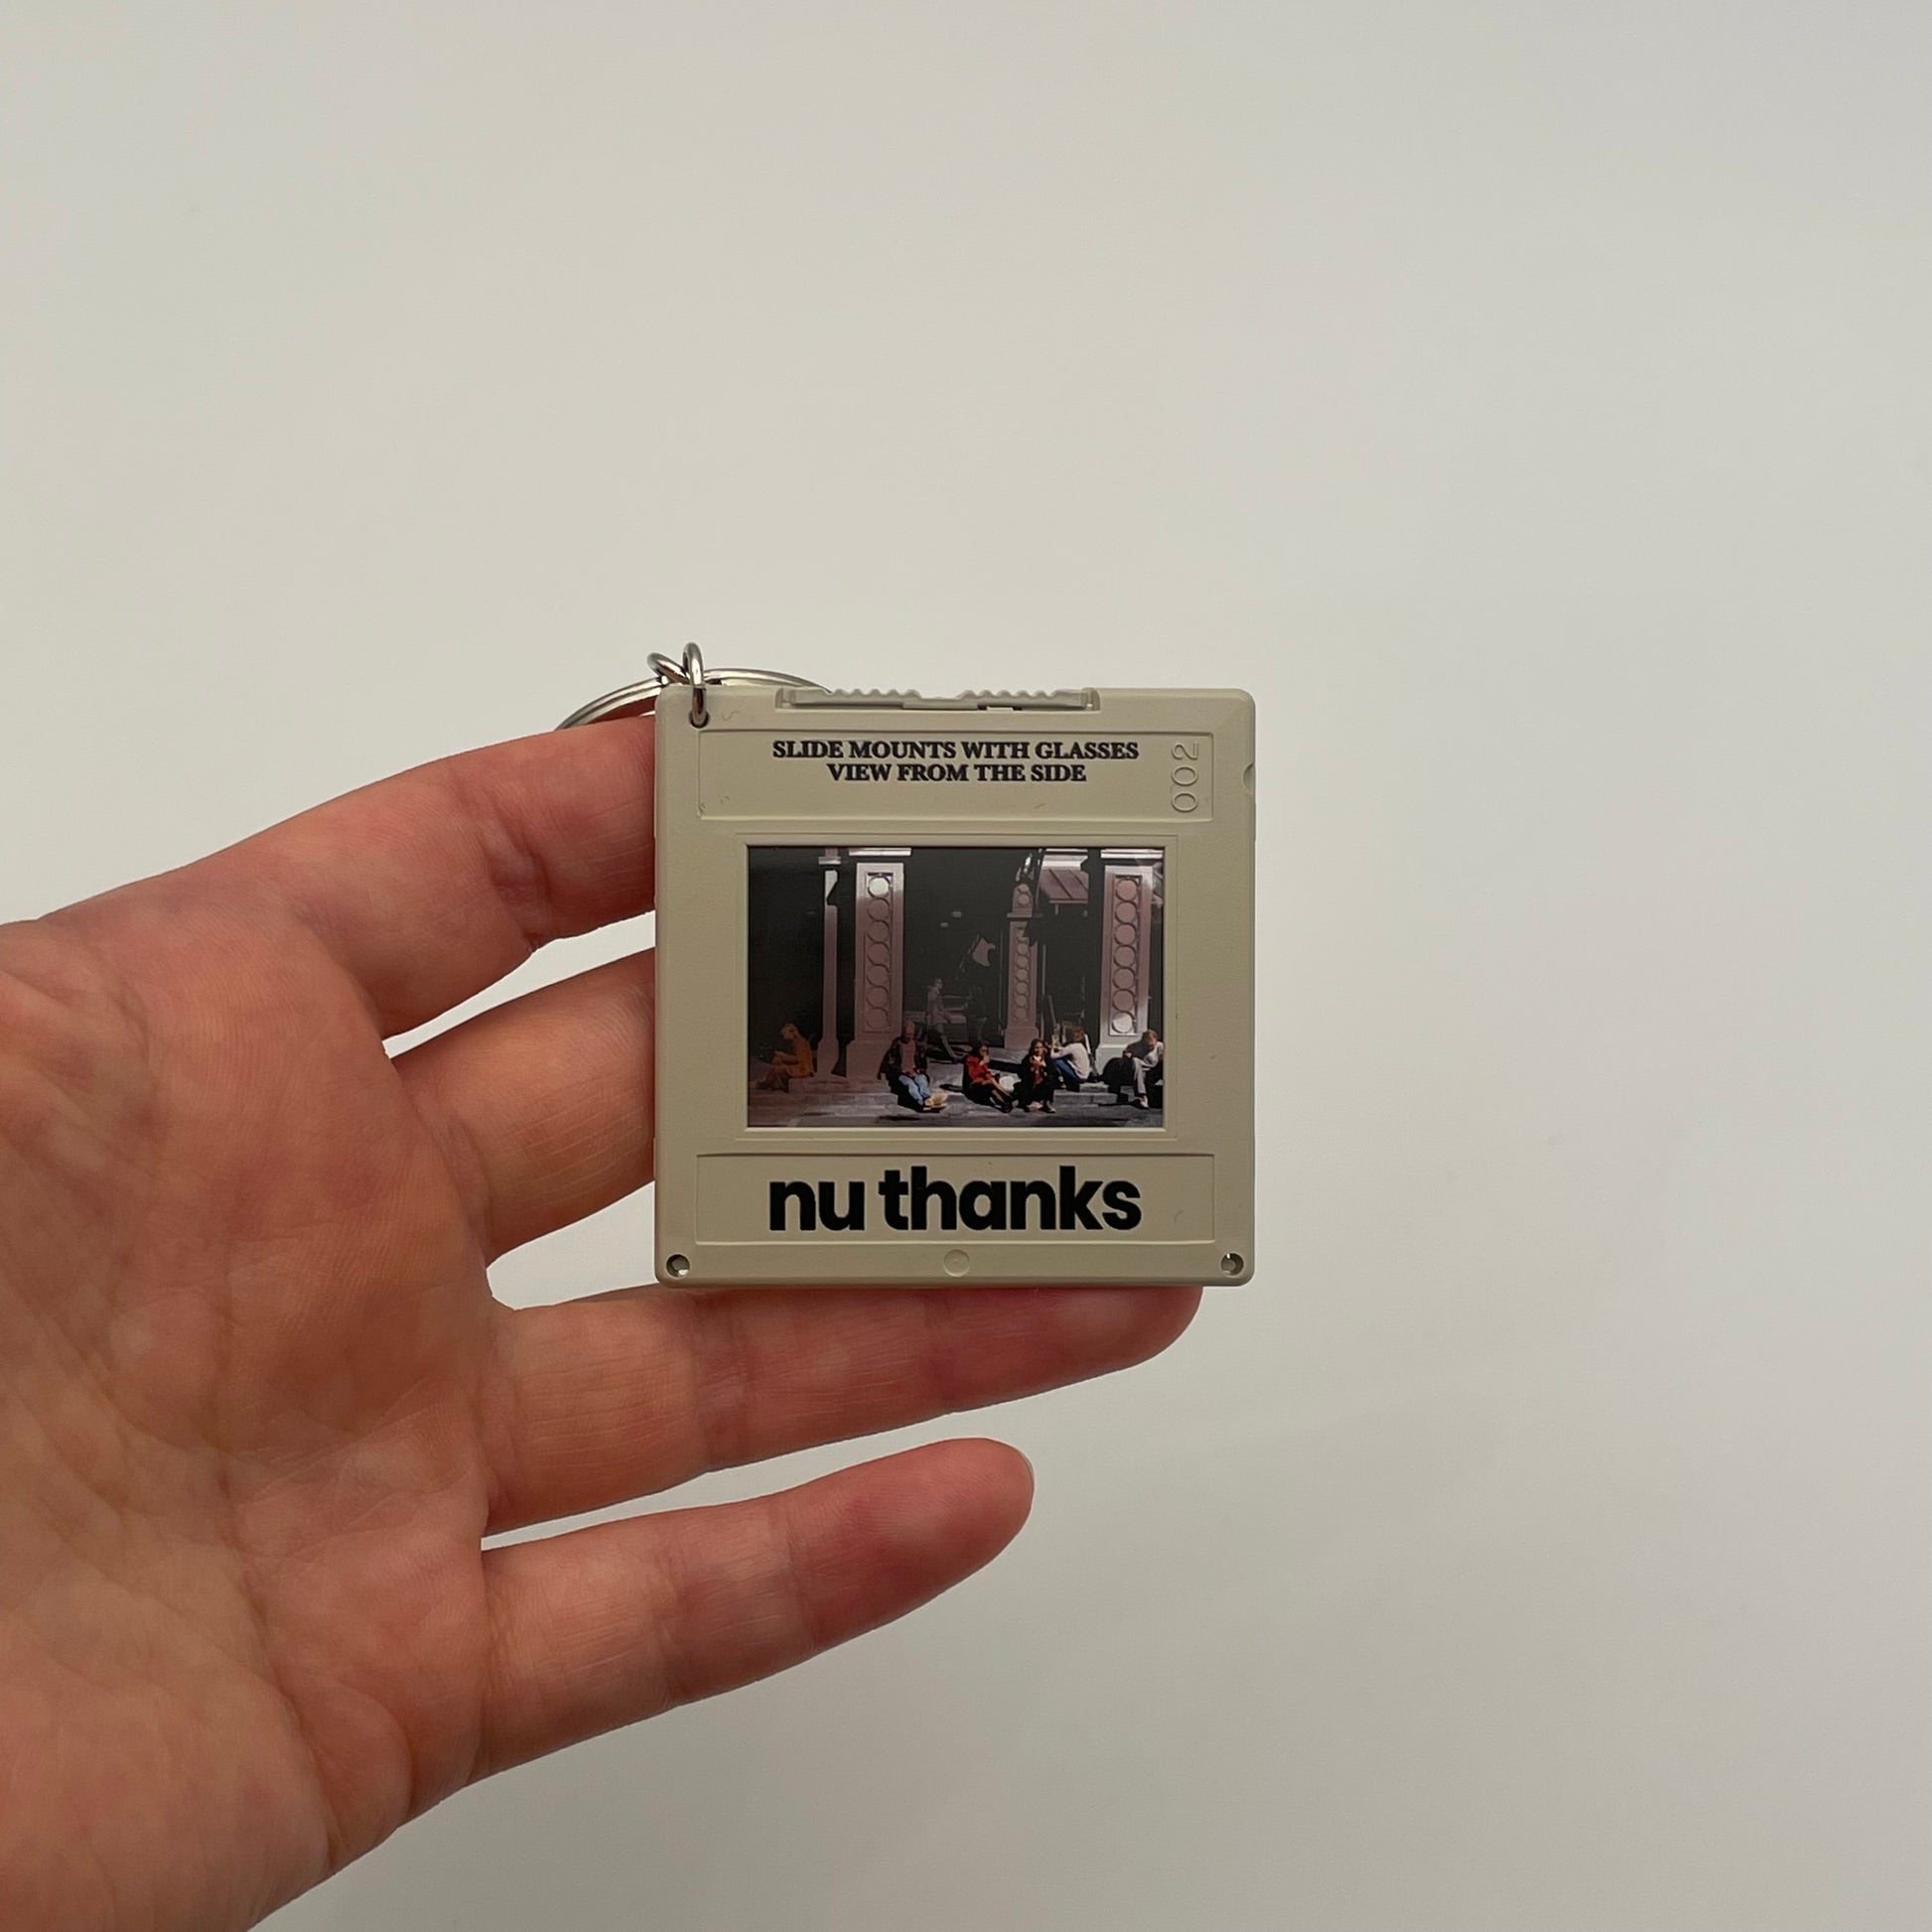 SLIDE MOUNTS WITH GLASSES
VIEW FROM THE SIDE
002
nu thanks